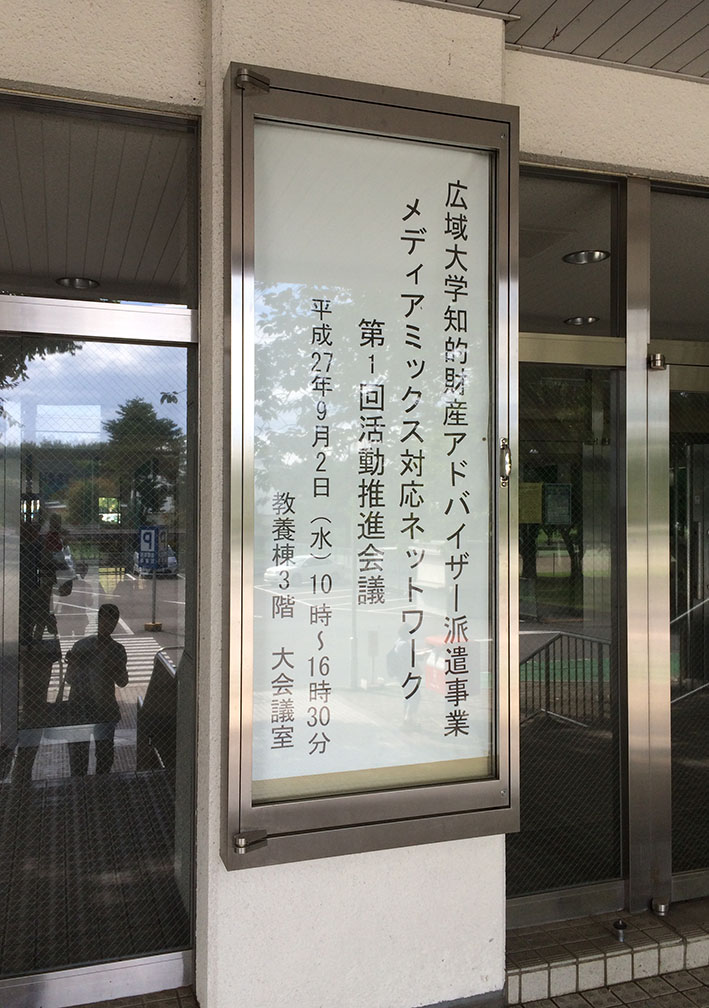 広域大学知的財産アドバイザー派遣事業
メディアミックス対応ネットワーク
第1回活動推進会議
平成27年9月2日（水）10時～16時30分
教養棟3階　大会議室
P